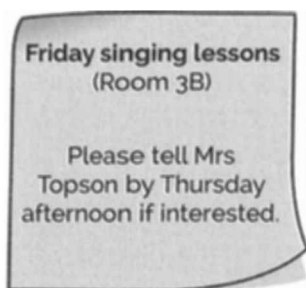 Friday singing lessons
(Room 3B)
Please tell Mrs
Topson by Thursday
afternoon if interested.